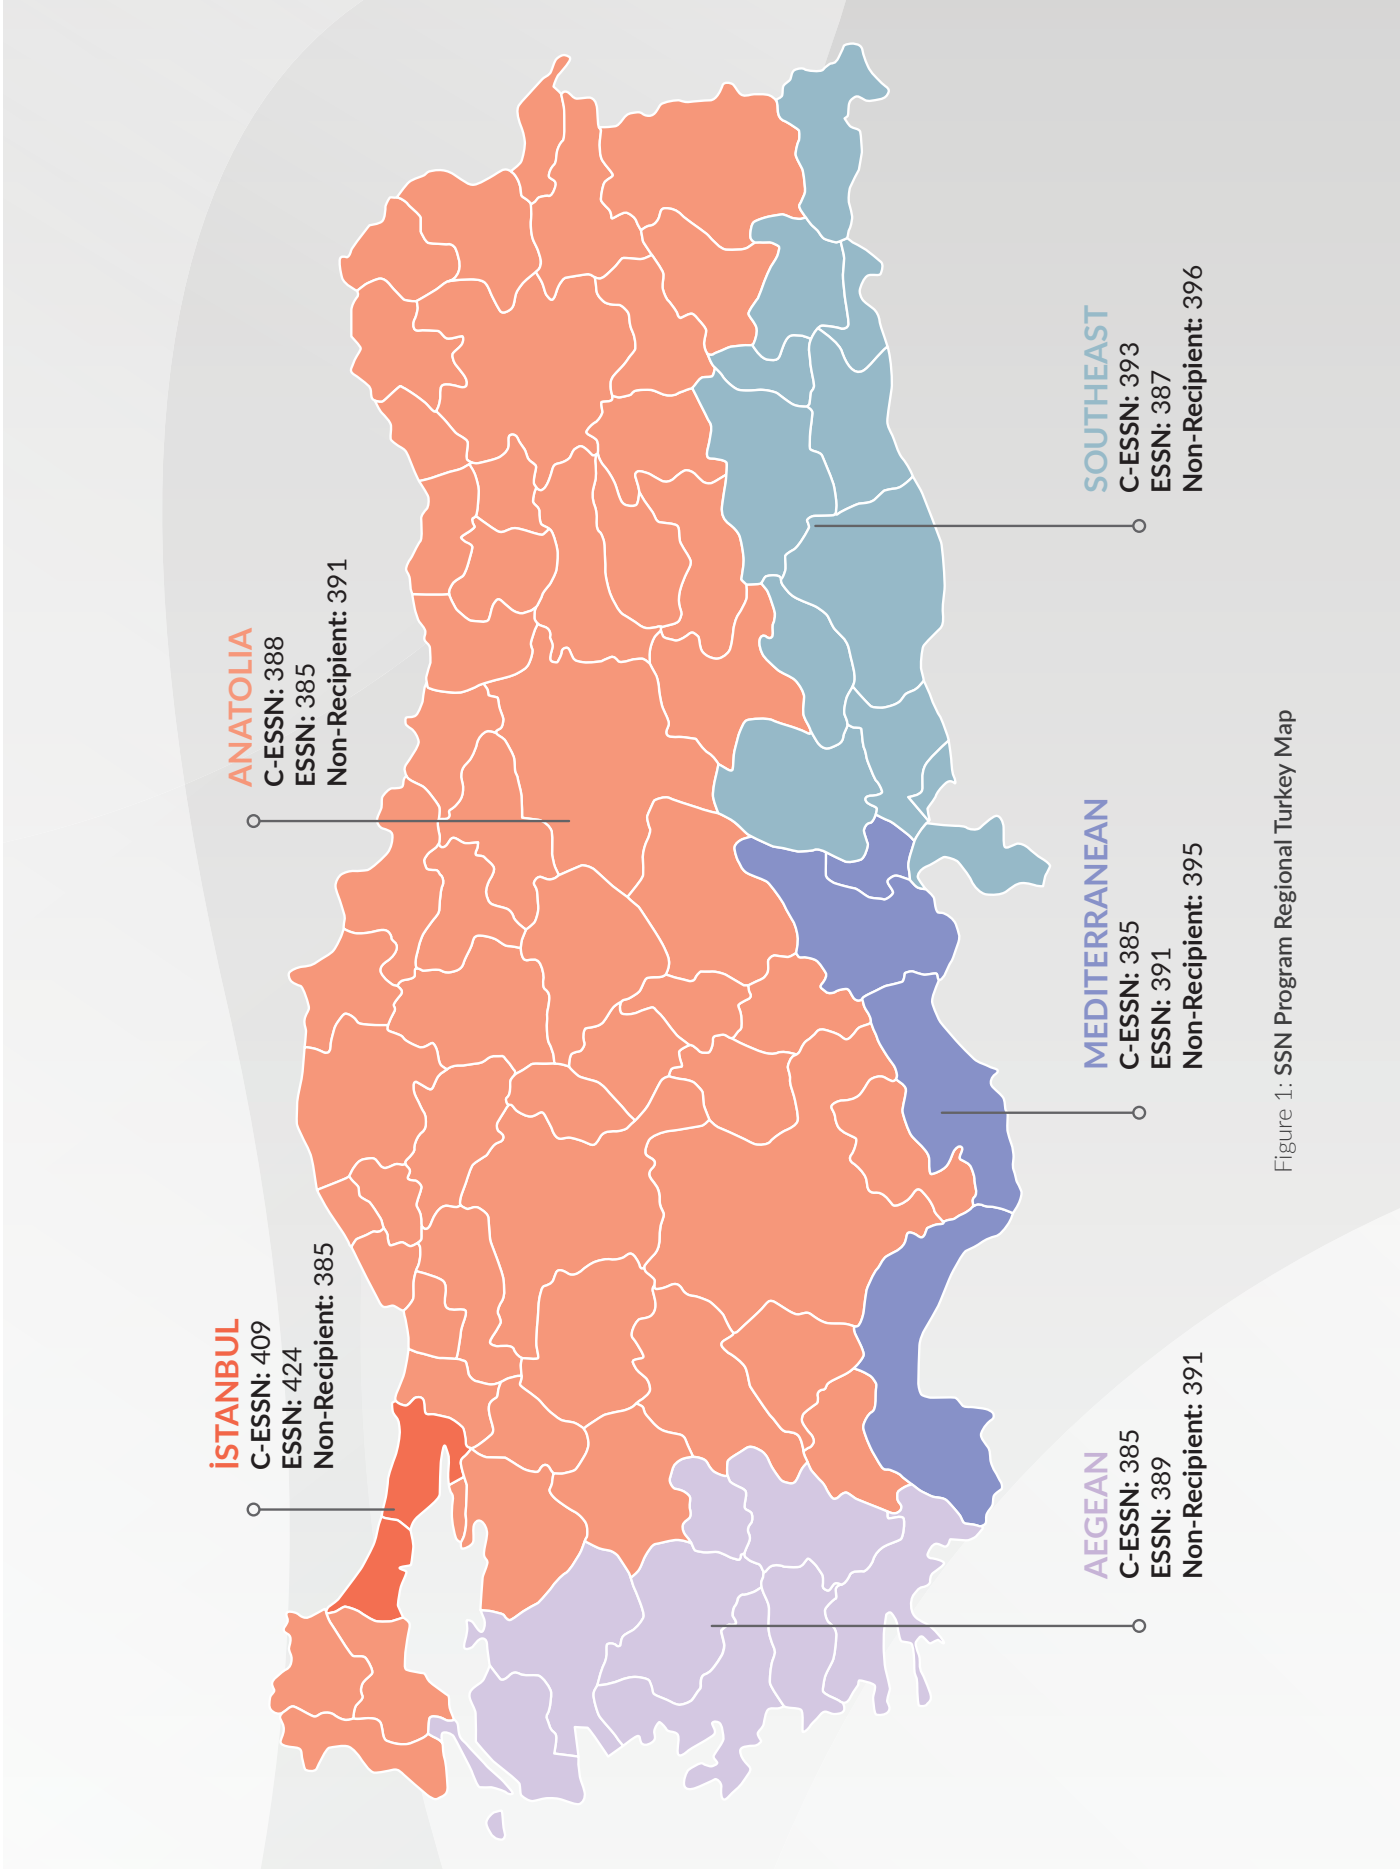 İSTANBUL
C-ESSN: 409
ESSN: 424
Non-Recipient: 385
ANATOLIA
C-ESSN: 388
ESSN: 385
Non-Recipient: 391
AEGEAN
C-ESSN: 385
ESSN: 389
Non-Recipient: 391
MEDITERRANEAN
C-ESSN: 385
ESSN: 391
Non-Recipient: 395
SOUTHEAST
C-ESSN: 393
ESSN: 387
Non-Recipient: 396
Figure 1: SSN Program Regional Turkey Map